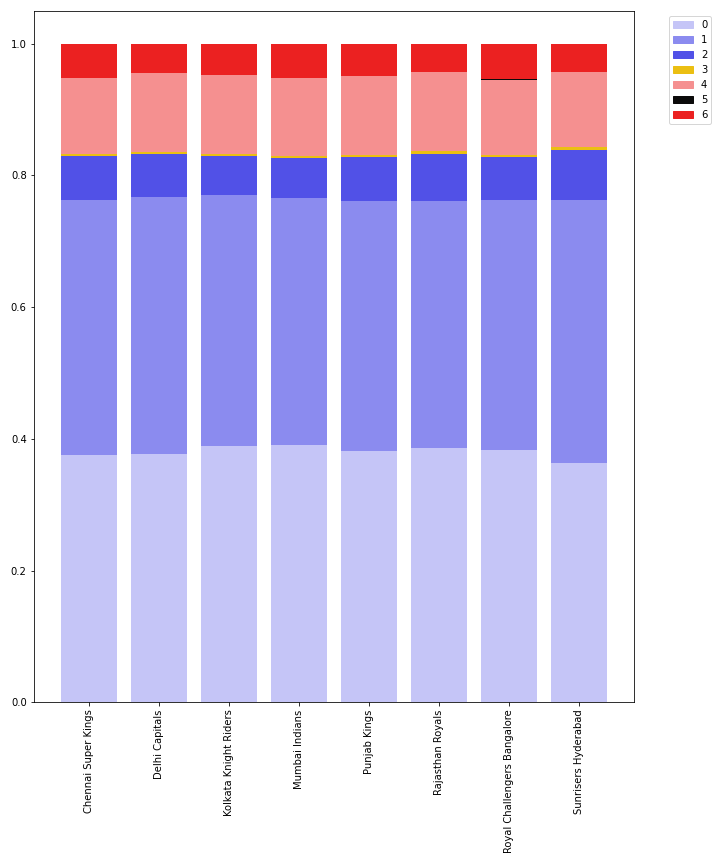 1.0
0.8
0.6
0.4
0.2
0.0
Chennai Super Kings
Delhi Capitals
Kolkata Knight Riders
Mumbai Indians
Punjab Kings
Rajasthan Royals
Royal Challengers Bangalore
Sunrisers Hyderabad
0
1
2
3
4
5
6